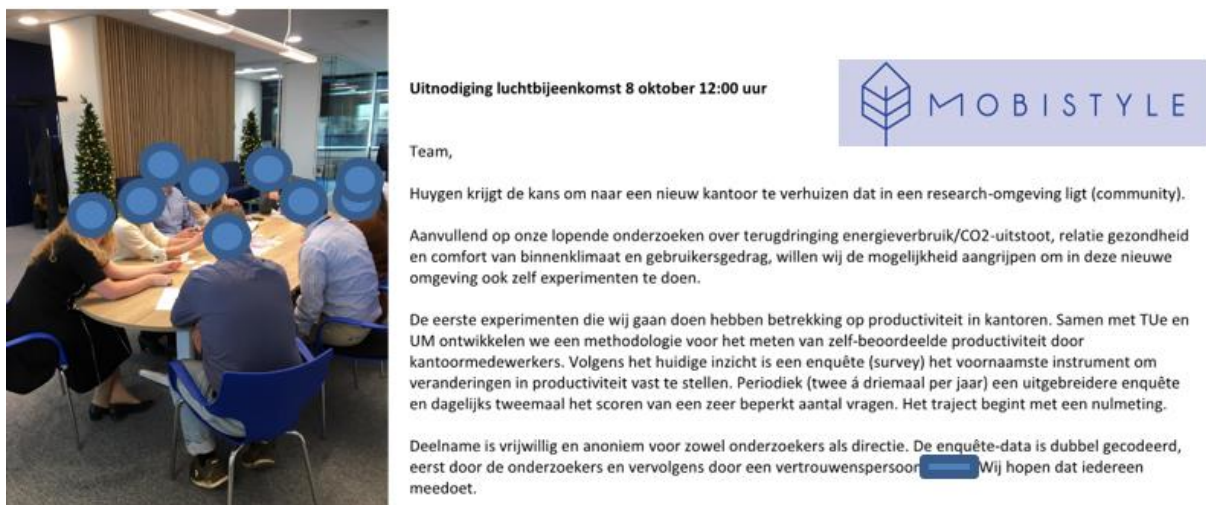 Uitnodiging luchtbijeenkomst 8 oktober 12:00 uur
MOBISTYLE
Team,
Huygen krijgt de kans om naar een nieuw kantoor te verhuizen dat in een research-omgeving ligt (community).
Aanvullend op onze lopende onderzoeken over terugdringing energieverbruik/CO2-uitstoot, relatie gezondheid
en comfort van binnenklimaat en gebruikersgedrag, willen wij de mogelijkheid aangrijpen om in deze nieuwe
omgeving ook zelf experimenten te doen.
De eerste experimenten die wij gaan doen hebben betrekking op productiviteit in kantoren. Samen met TUe en
UM ontwikkelen we een methodologie voor het meten van zelf-beoordeelde productiviteit door
kantoormedewerkers. Volgens het huidige inzicht is een enquête (survey) het voornaamste instrument om
veranderingen in productiviteit vast te stellen. Periodiek (twee á driemaal per jaar) een uitgebreidere enquête
en dagelijks tweemaal het scoren van een zeer beperkt aantal vragen. Het traject begint met een nulmeting.
Deelname is vrijwillig en anoniem voor zowel onderzoekers als directie. De enquête-data is dubbel gecodeerd,
eerst door de onderzoekers en vervolgens door een vertrouwenspersoon Wij hopen dat iedereen
meedoet.